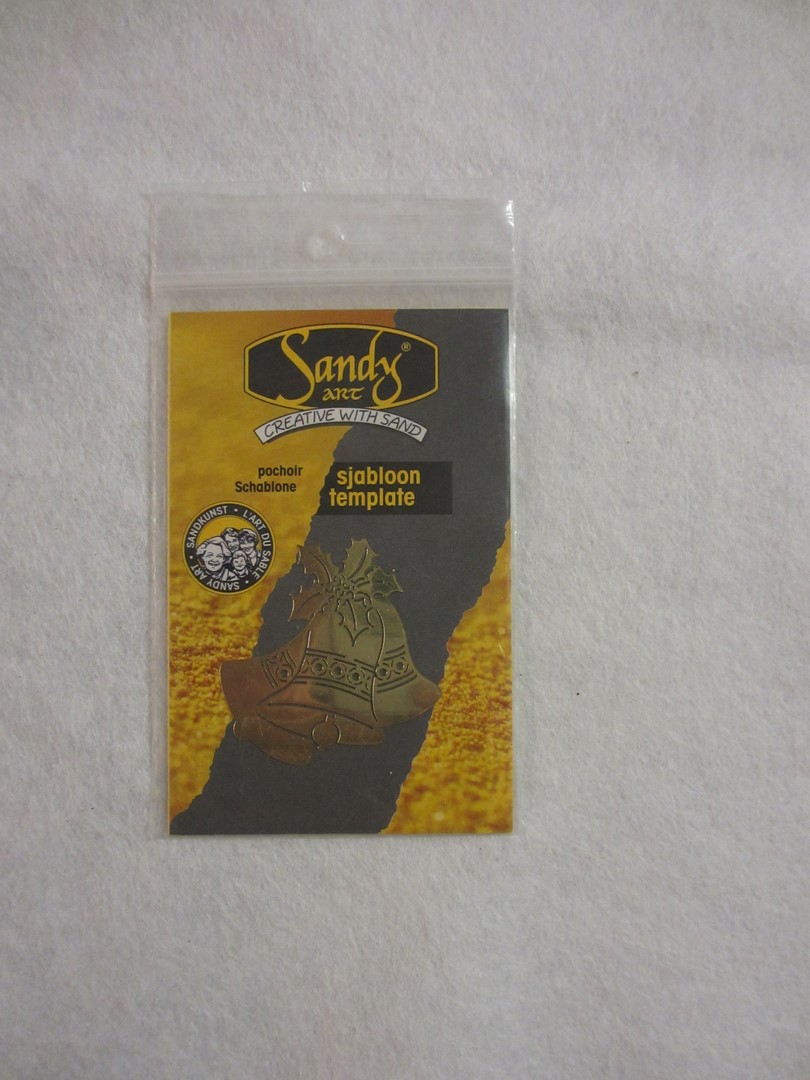 Sandy®
ART
CREATIVE WITH SAND
pochoir
Schablone
sjabloon
template
SANDKUNST • L'ART DU SABLE • SANDY ART •